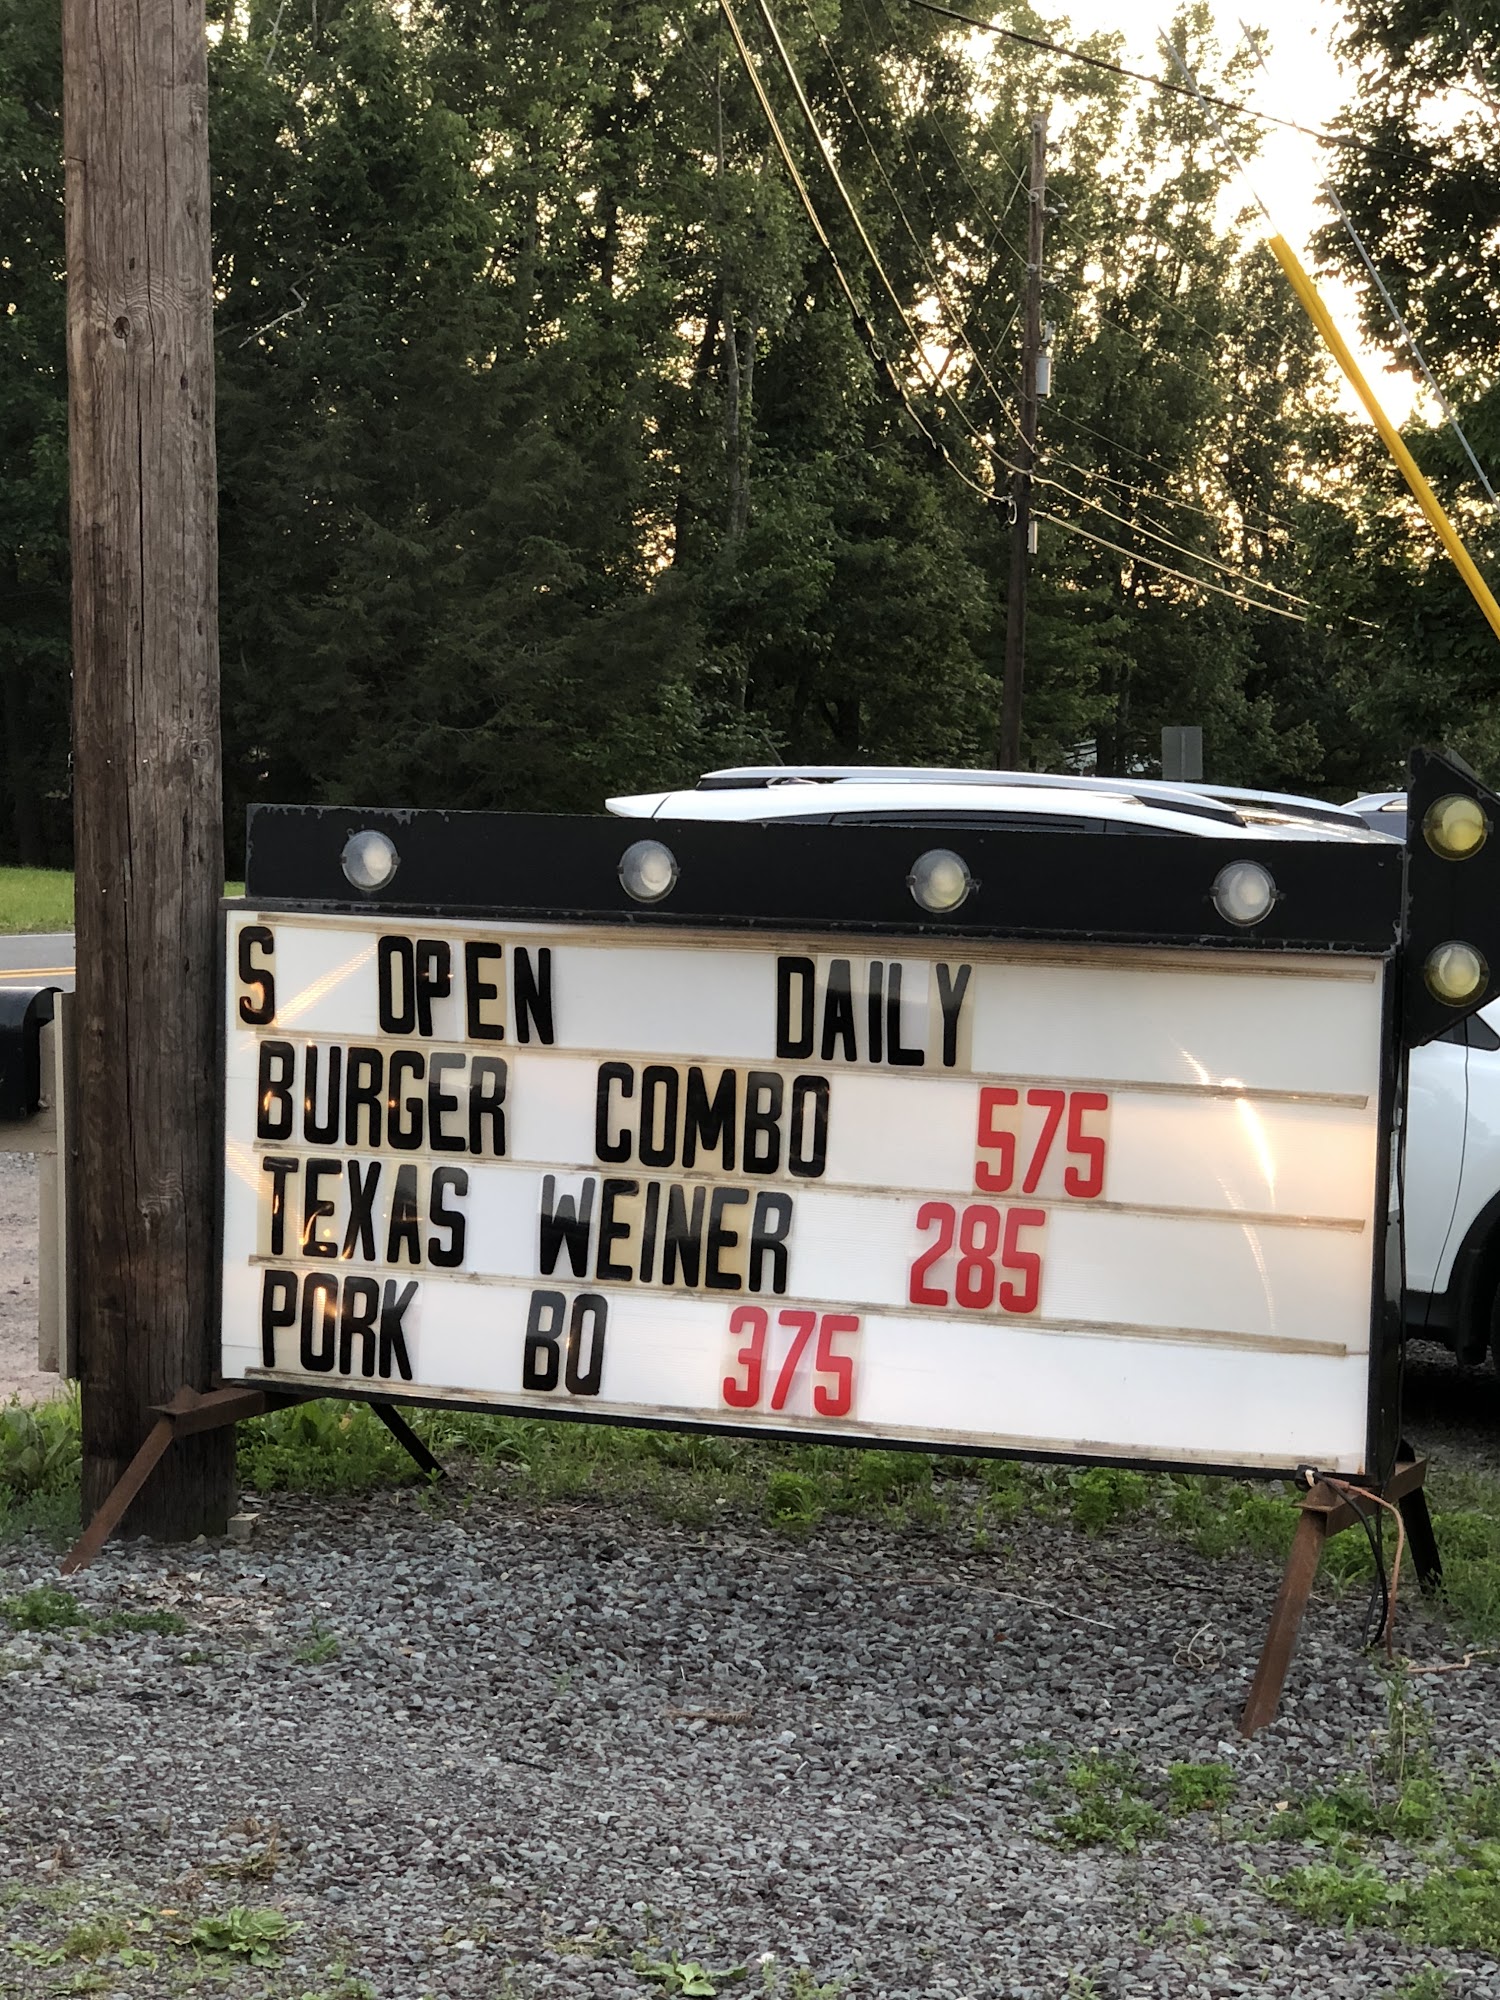 S OPEN DAILY
BURGER COMBO 575
TEXAS WEINER 285
PORK BO 375